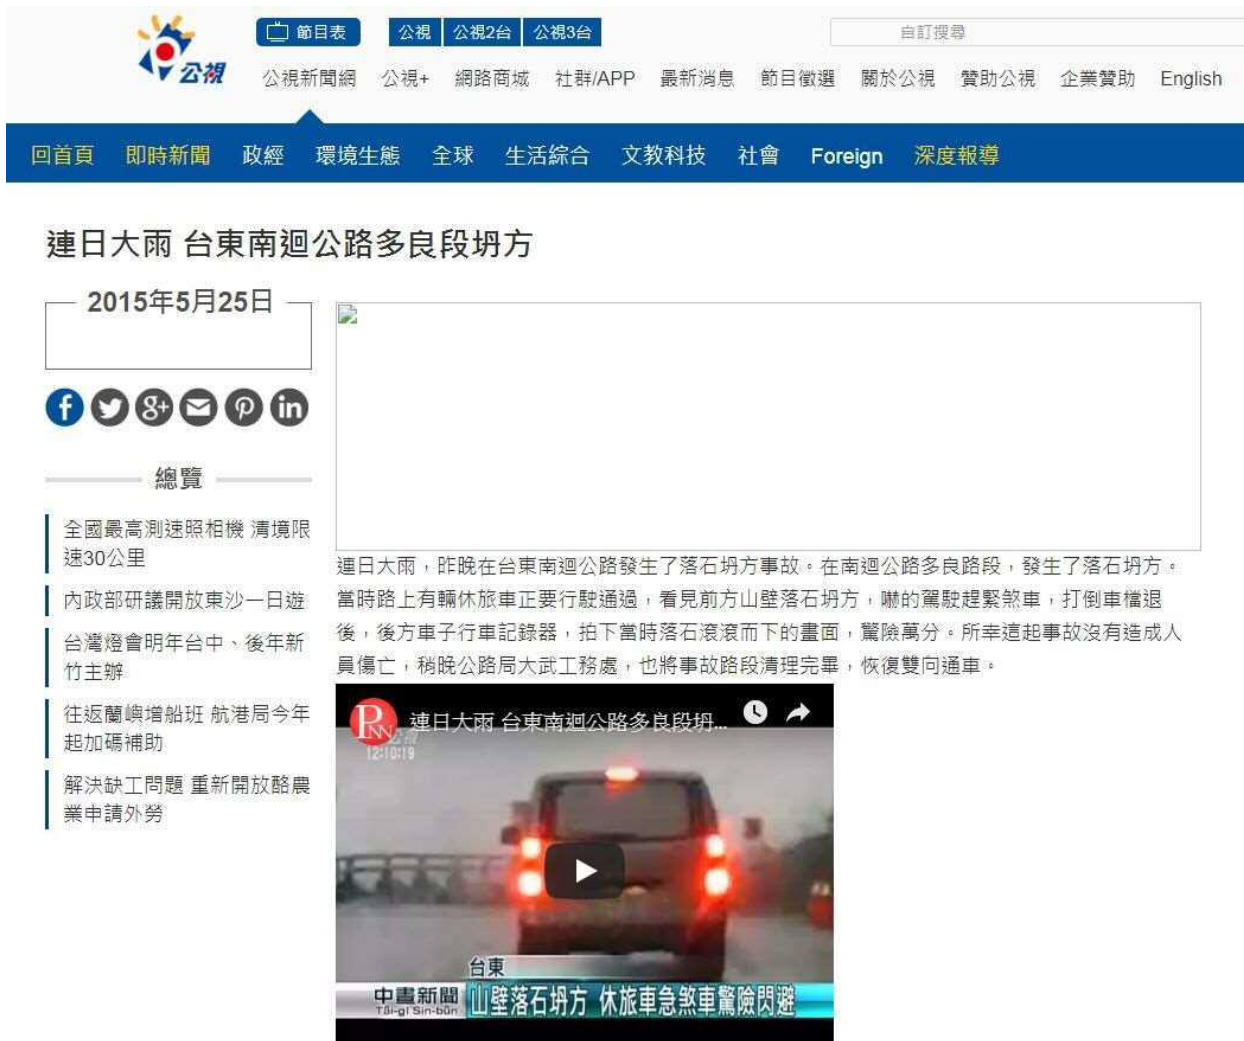 節目表
公視
公視2台
公視3台
自訂搜尋
公視
公視新聞網 公視+ 網路商城 社群/APP 最新消息 節目徵選 關於公視 贊助公視 企業贊助 English
回首頁 即時新聞 政經 環境生態 全球 生活綜合 文教科技 社會 Foreign 深度報導
連日大雨 台東南迴公路多良段坍方
2015年5月25日
總覽
全國最高測速照相機 清境限
速30公里
內政部研議開放東沙一日遊
台灣燈會明年台中、後年新
竹主辦
往返蘭嶼增船班 航港局今年
起加碼補助
解決缺工問題 重新開放酪農
業申請外勞
連日大雨，昨晚在台東南迴公路發生了落石坍方事故。在南迴公路多良路段，發生了落石坍方。
當時路上有輛休旅車正要行駛通過，看見前方山壁落石坍方，嚇的駕駛趕緊煞車，打倒車檔退
後，後方車子行車記錄器，拍下當時落石滾滾而下的畫面，驚險萬分。所幸這起事故沒有造成人
員傷亡，稍晚公路局大武工務處，也將事故路段清理完畢，恢復雙向通車。
PNN
連日大雨 台東南迴公路多良段坍...
公視
12:10:19
台東
中晝新聞
Tâi-gí Sin-bûn
山壁落石坍方 休旅車急煞車驚險閃避